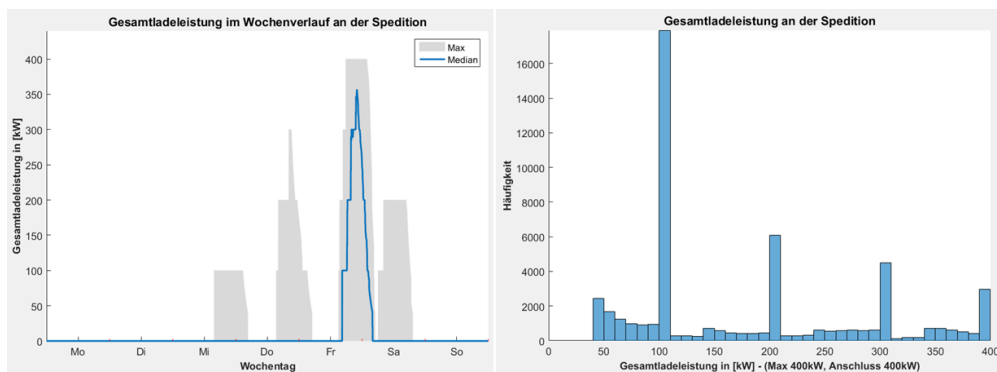 Gesamtladeleistung im Wochenverlauf an der Spedition
Max
Median
400
350
300
250
200
150
100
50
0
Gesamtladeleistung in [kW]
Mo Di Mi Do Fr Sa So
Wochentag
Gesamtladeleistung an der Spedition
16000
14000
12000
10000
8000
6000
4000
2000
0
Häufigkeit
0 50 100 150 200 250 300 350 400
Gesamtladeleistung in [kW] - (Max 400kW, Anschluss 400kW)